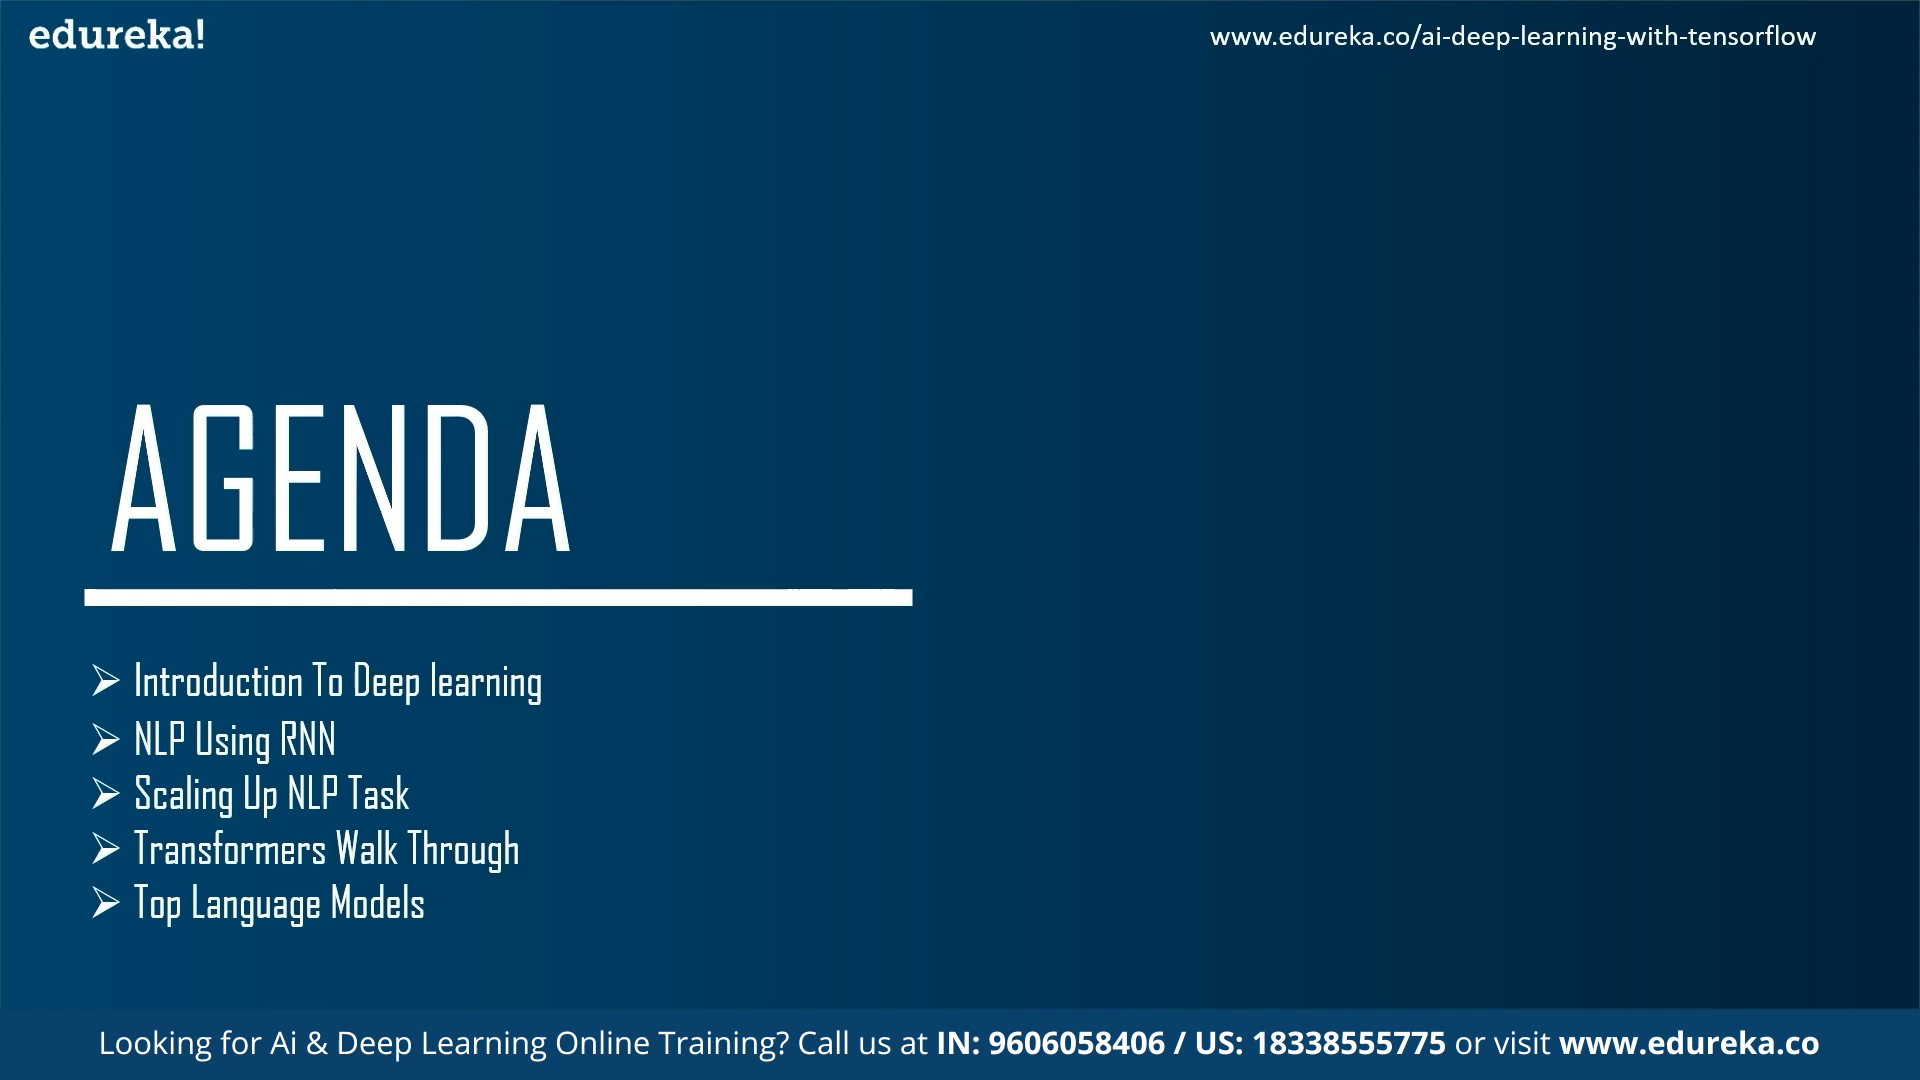 edureka!
www.edureka.co/ai-deep-learning-with-tensorflow
AGENDA
➢ Introduction To Deep learning
➢ NLP Using RNN
➢ Scaling Up NLP Task
➢ Transformers Walk Through
➢ Top Language Models
Looking for Ai & Deep Learning Online Training? Call us at IN: 9606058406 / US: 18338555775 or visit www.edureka.co